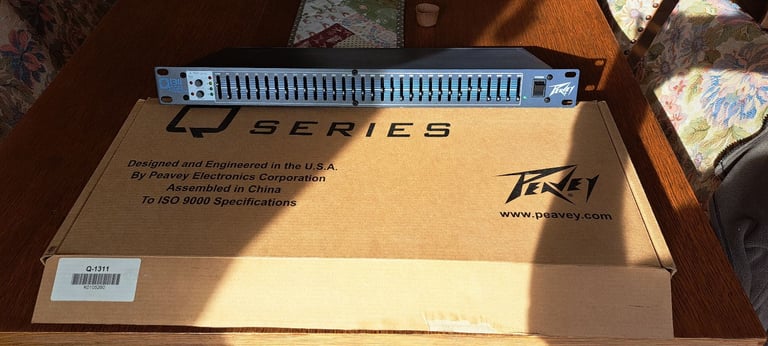 PEAVEY
Q SERIES
Designed and Engineered in the U.S.A.
By Peavey Electronics Corporation
Assembled in China
To ISO 9000 Specifications
PEAVEY
www.peavey.com
Q-1311